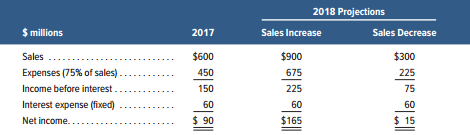 2018 Projections
$ millions 2017 Sales Increase Sales Decrease
Sales .......................... $600 $900 $300
Expenses (75% of sales) ............. 450 675 225
Income before interest ............... 150 225 75
Interest expense (fixed) ............. 60 60 60
Net income....................... $ 90 $165 $ 15